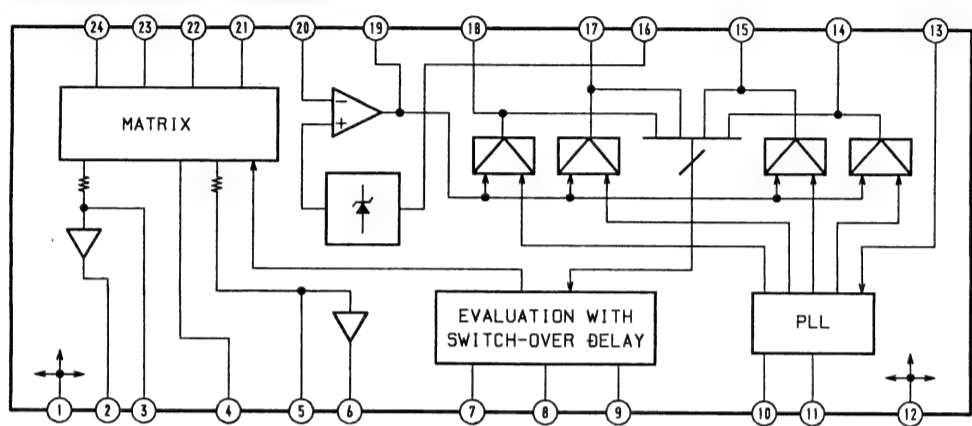 24 23 22 21 20 19 18 17 16 15 14 13
MATRIX
−
+
EVALUATION WITH
SWITCH-OVER DELAY
PLL
1 2 3 4 5 6 7 8 9 10 11 12